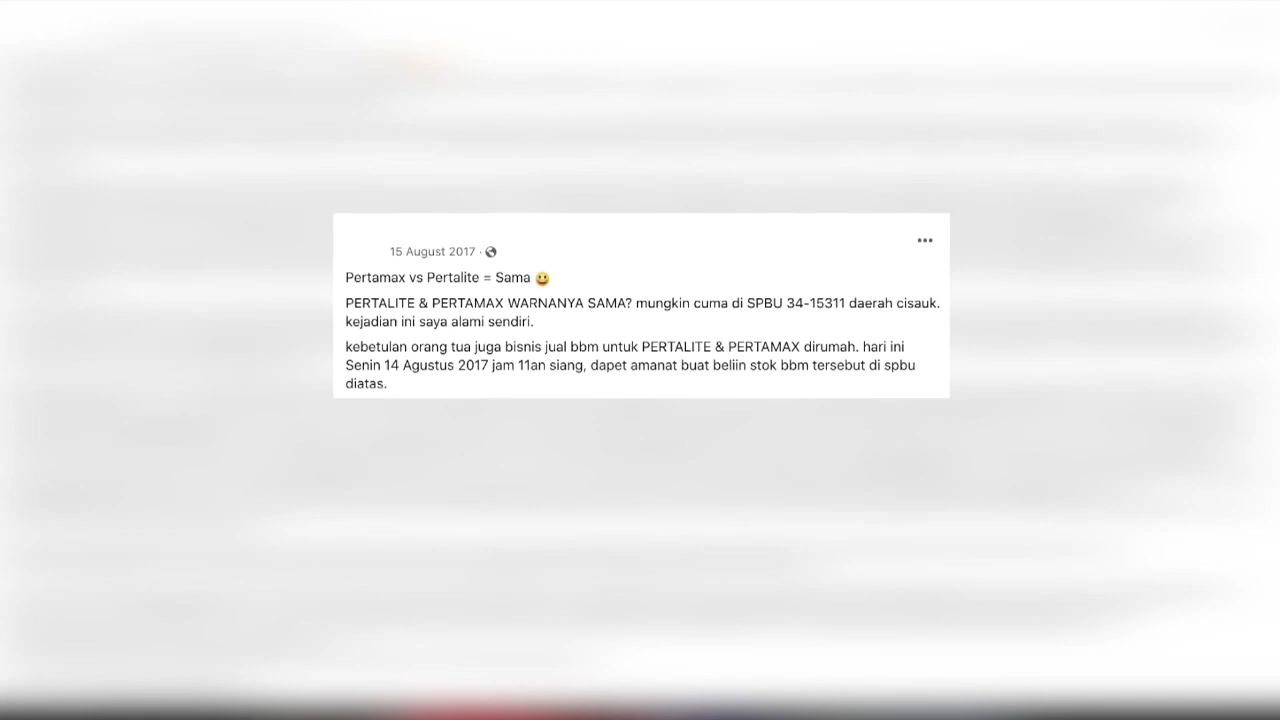 15 August 2017 ·
Pertamax vs Pertalite = Sama 😀
PERTALITE & PERTAMAX WARNANYA SAMA? mungkin cuma di SPBU 34-15311 daerah cisauk.
kejadian ini saya alami sendiri.
kebetulan orang tua juga bisnis jual bbm untuk PERTALITE & PERTAMAX dirumah. hari ini
Senin 14 Agustus 2017 jam 11an siang, dapet amanat buat beliin stok bbm tersebut di spbu
diatas.